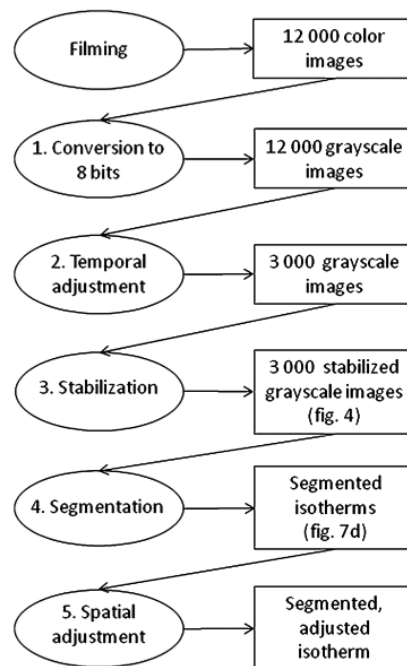 Filming
12 000 color
images
1. Conversion to
8 bits
12 000 grayscale
images
2. Temporal
adjustment
3 000 grayscale
images
3. Stabilization
3 000 stabilized
grayscale images
(fig. 4)
4. Segmentation
Segmented
isotherms
(fig. 7d)
5. Spatial
adjustment
Segmented,
adjusted
isotherm